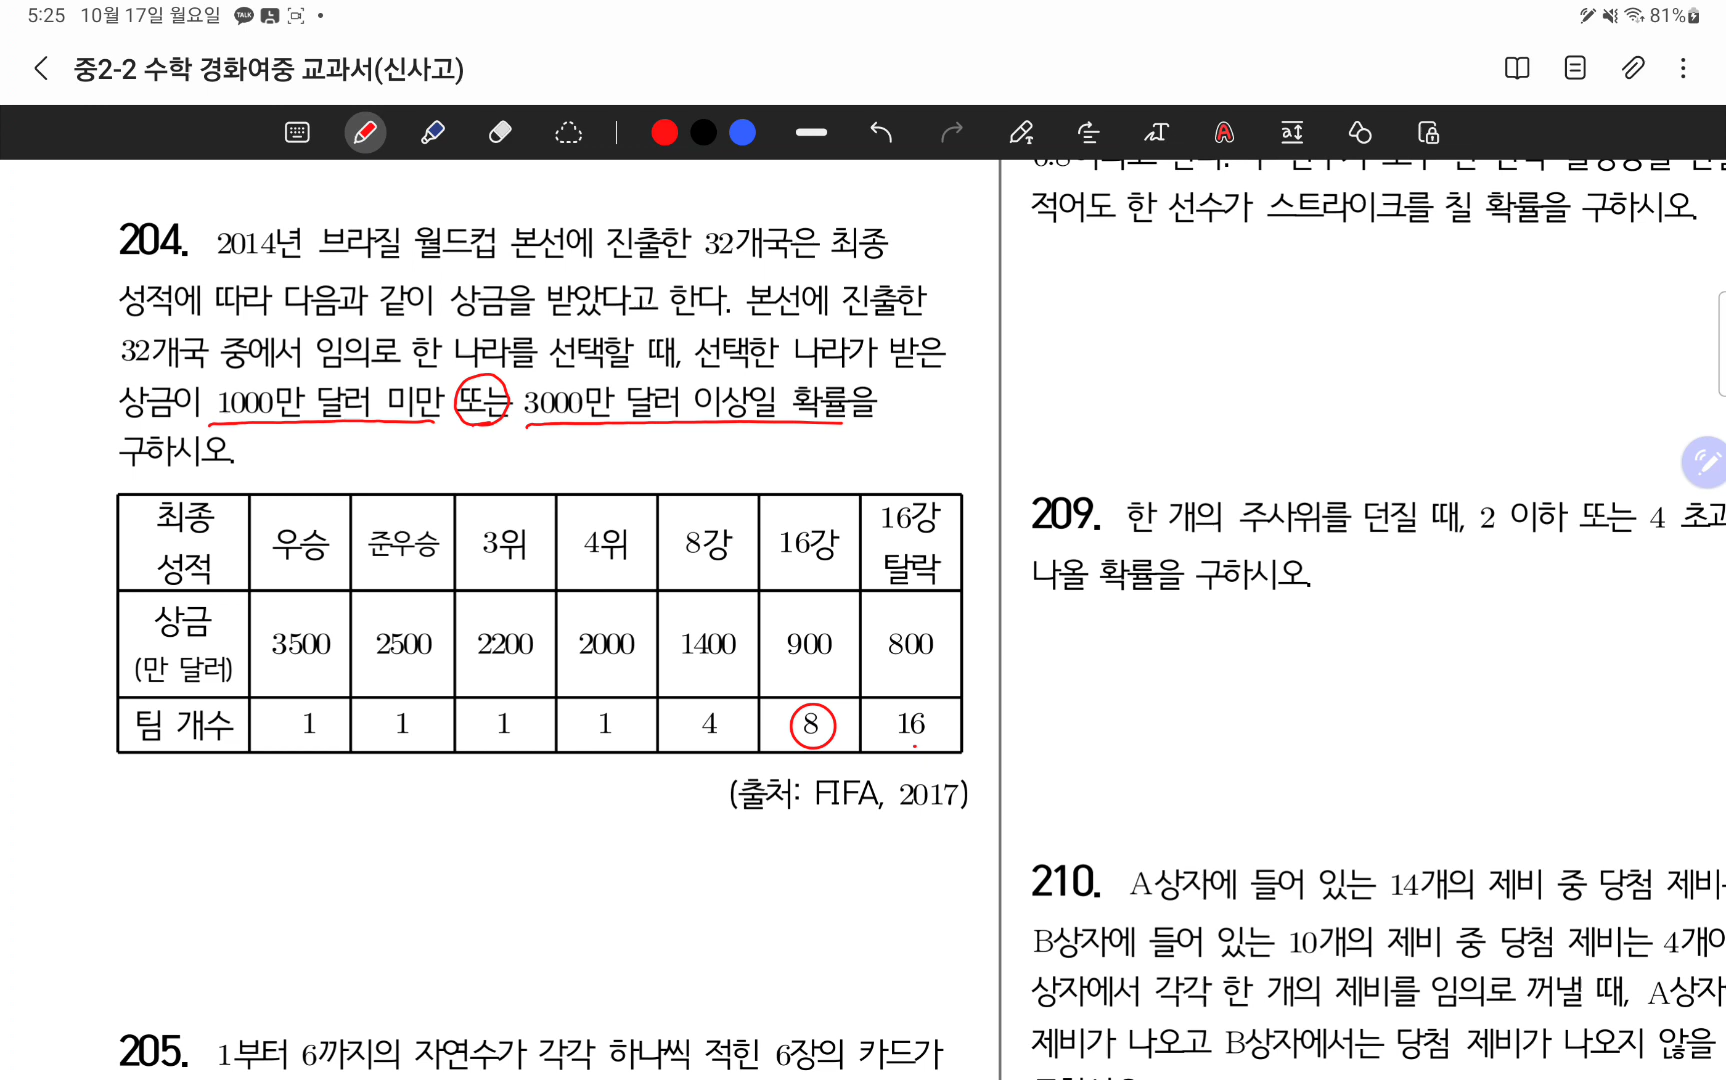 5:25 10월 17일 월요일 TALK 81%
중2-2 수학 경화여중 교과서(신사고)
204. 2014년 브라질 월드컵 본선에 진출한 32개국은 최종
성적에 따라 다음과 같이 상금을 받았다고 한다. 본선에 진출한
32개국 중에서 임의로 한 나라를 선택할 때, 선택한 나라가 받은
상금이 1000만 달러 미만 또는 3000만 달러 이상일 확률을
구하시오.
최종 성적 우승 준우승 3위 4위 8강 16강 16강 탈락
상금 (만 달러) 3500 2500 2200 2000 1400 900 800
팀 개수 1 1 1 1 4 8 16
(출처: FIFA, 2017)
205. 1부터 6까지의 자연수가 각각 하나씩 적힌 6장의 카드가
적어도 한 선수가 스트라이크를 칠 확률을 구하시오.
209. 한 개의 주사위를 던질 때, 2 이하 또는 4 초과
나올 확률을 구하시오.
210. A상자에 들어 있는 14개의 제비 중 당첨 제비
B상자에 들어 있는 10개의 제비 중 당첨 제비는 4개
상자에서 각각 한 개의 제비를 임의로 꺼낼 때, A상자
제비가 나오고 B상자에서는 당첨 제비가 나오지 않을